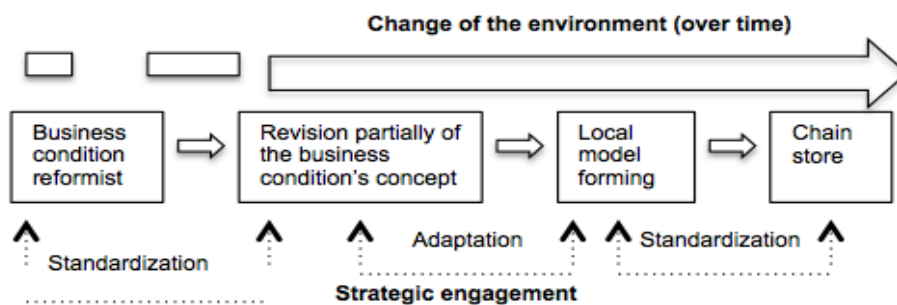 Change of the environment (over time)
Business
condition
reformist
Revision partially of
the business
condition's concept
Local
model
forming
Chain
store
Standardization
Adaptation
Standardization
Strategic engagement